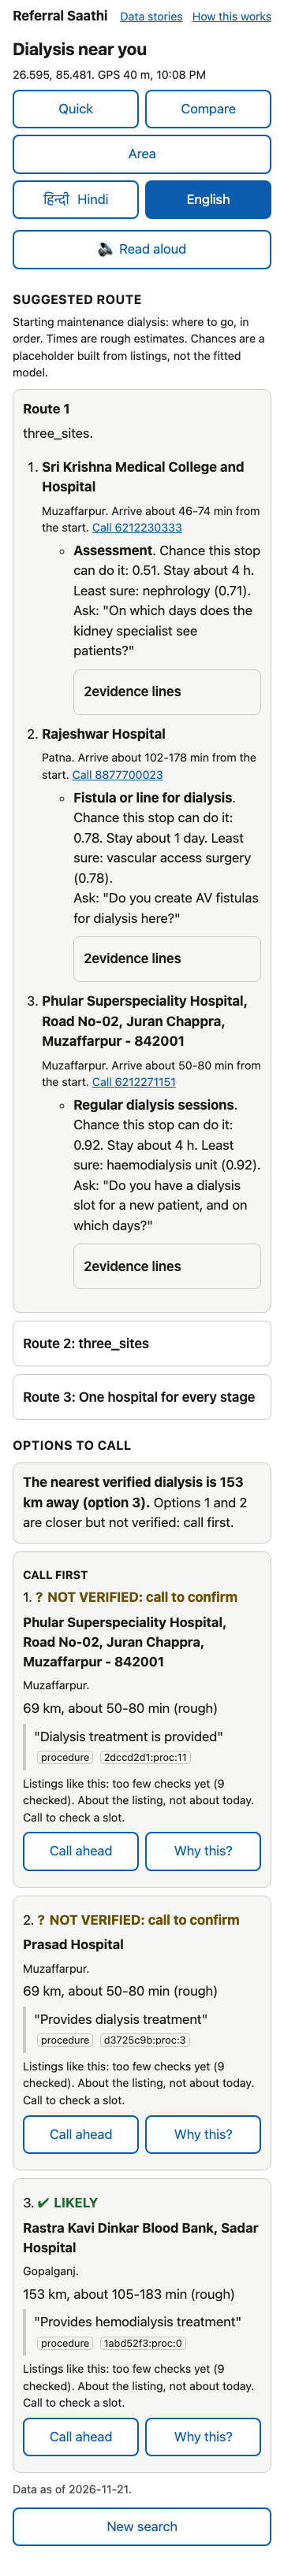 Referral Saathi Data stories How this works
Dialysis near you
26.595, 85.481. GPS 40 m, 10:08 PM
Quick Compare
Area
हिन्दी Hindi English
Read aloud
SUGGESTED ROUTE
Starting maintenance dialysis: where to go, in
order. Times are rough estimates. Chances are a
placeholder built from listings, not the fitted
model.
Route 1
three_sites.
1. Sri Krishna Medical College and
Hospital
Muzaffarpur. Arrive about 46-74 min from
the start. Call 6212230333
Assessment. Chance this stop
can do it: 0.51. Stay about 4 h.
Least sure: nephrology (0.71).
Ask: "On which days does the
kidney specialist see
patients?"
2evidence lines
2. Rajeshwar Hospital
Patna. Arrive about 102-178 min from the
start. Call 8877700023
Fistula or line for dialysis.
Chance this stop can do it:
0.78. Stay about 1 day. Least
sure: vascular access surgery
(0.78).
Ask: "Do you create AV fistulas
for dialysis here?"
2evidence lines
3. Phular Superspeciality Hospital,
Road No-02, Juran Chappra,
Muzaffarpur - 842001
Muzaffarpur. Arrive about 50-80 min from
the start. Call 6212271151
Regular dialysis sessions.
Chance this stop can do it:
0.92. Stay about 4 h. Least
sure: haemodialysis unit (0.92).
Ask: "Do you have a dialysis
slot for a new patient, and on
which days?"
2evidence lines
Route 2: three_sites
Route 3: One hospital for every stage
OPTIONS TO CALL
The nearest verified dialysis is 153
km away (option 3). Options 1 and 2
are closer but not verified: call first.
CALL FIRST
1. ? NOT VERIFIED: call to confirm
Phular Superspeciality Hospital,
Road No-02, Juran Chappra,
Muzaffarpur - 842001
Muzaffarpur.
69 km, about 50-80 min (rough)
"Dialysis treatment is provided"
procedure 2dccd2d1:proc:11
Listings like this: too few checks yet (9
checked). About the listing, not about today.
Call to check a slot.
Call ahead Why this?
2. ? NOT VERIFIED: call to confirm
Prasad Hospital
Muzaffarpur.
69 km, about 50-80 min (rough)
"Provides dialysis treatment"
procedure d3725c9b:proc:3
Listings like this: too few checks yet (9
checked). About the listing, not about today.
Call to check a slot.
Call ahead Why this?
3. ✔ LIKELY
Rastra Kavi Dinkar Blood Bank, Sadar
Hospital
Gopalganj.
153 km, about 105-183 min (rough)
"Provides hemodialysis treatment"
procedure 1abd52f3:proc:0
Listings like this: too few checks yet (9
checked). About the listing, not about today.
Call to check a slot.
Call ahead Why this?
Data as of 2026-11-21.
New search